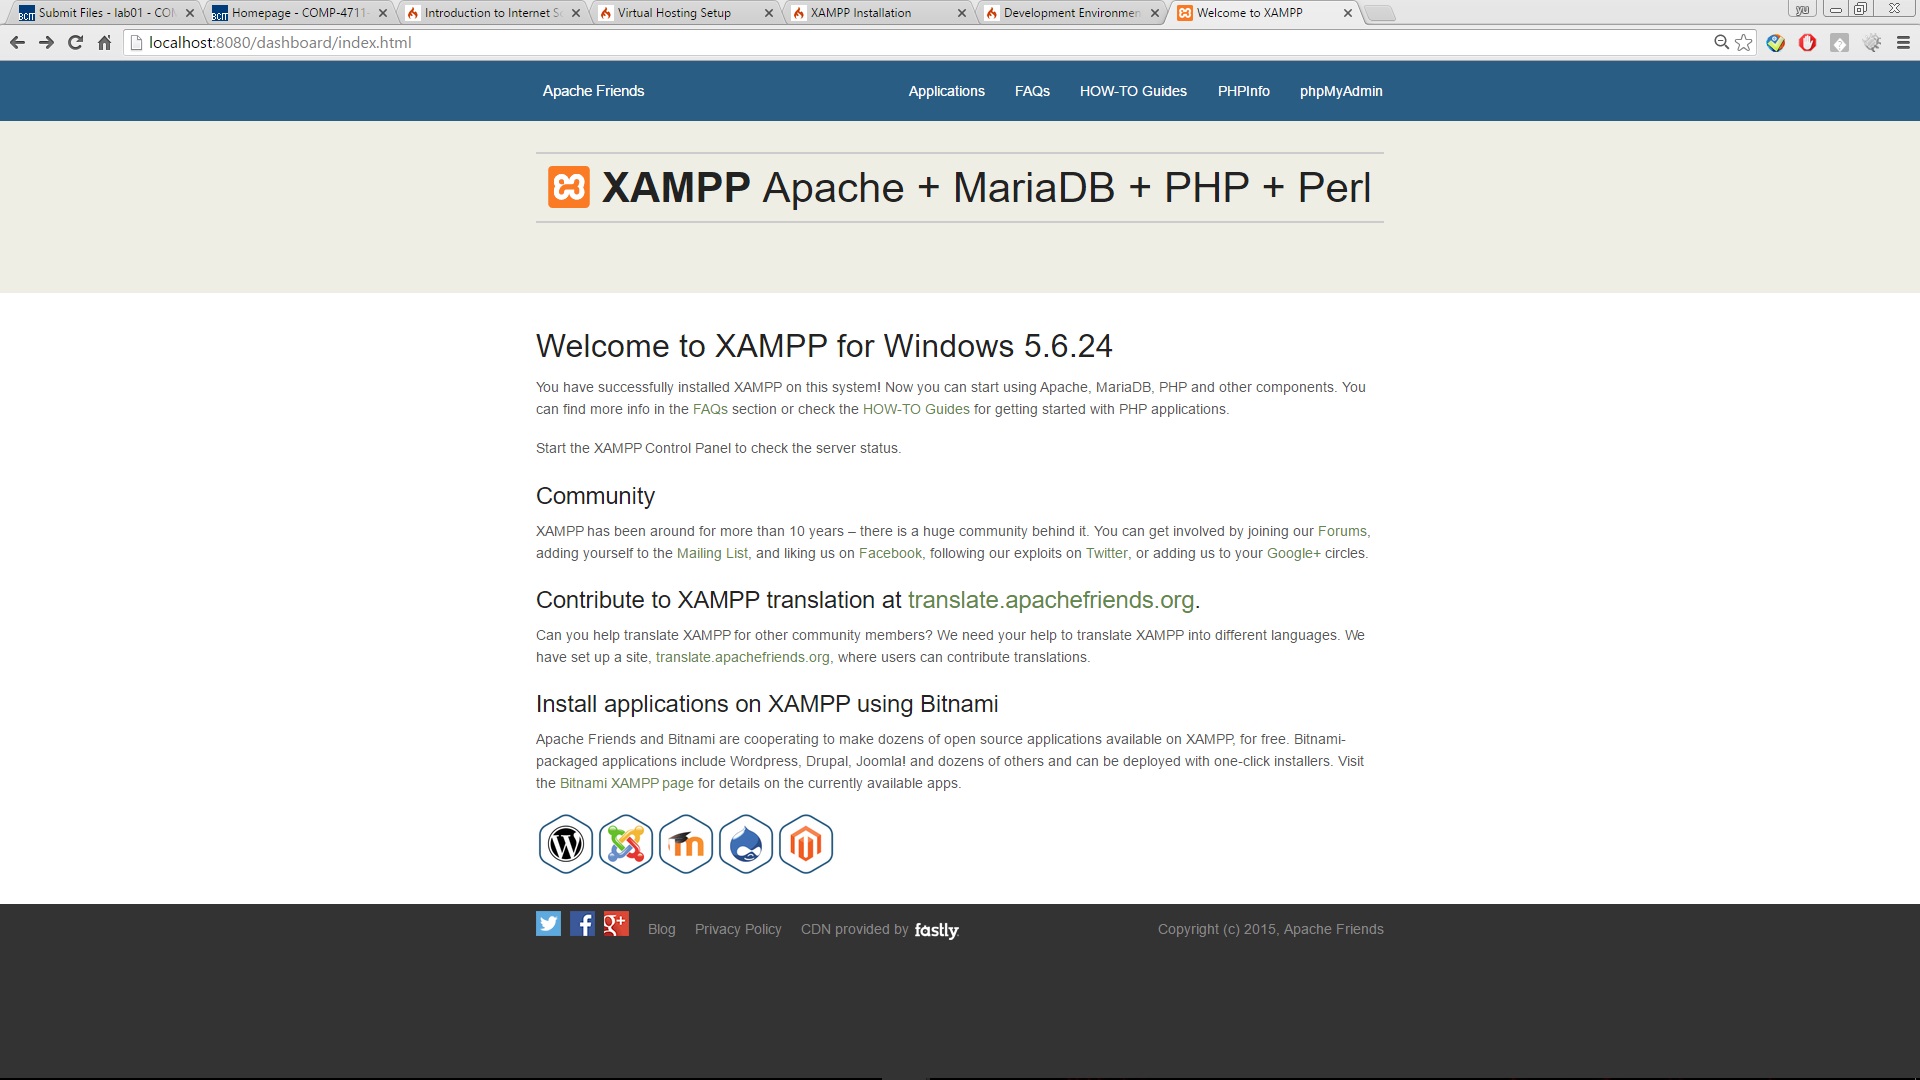 Submit Files - lab01 - CO
Homepage - COMP-4711-
Introduction to Internet S
Virtual Hosting Setup
XAMPP Installation
Development Environmen
Welcome to XAMPP
yu
localhost:8080/dashboard/index.html
Apache Friends
Applications
FAQs
HOW-TO Guides
PHPInfo
phpMyAdmin
XAMPP Apache + MariaDB + PHP + Perl
Welcome to XAMPP for Windows 5.6.24
You have successfully installed XAMPP on this system! Now you can start using Apache, MariaDB, PHP and other components. You
can find more info in the FAQs section or check the HOW-TO Guides for getting started with PHP applications.
Start the XAMPP Control Panel to check the server status.
Community
XAMPP has been around for more than 10 years – there is a huge community behind it. You can get involved by joining our Forums,
adding yourself to the Mailing List, and liking us on Facebook, following our exploits on Twitter, or adding us to your Google+ circles.
Contribute to XAMPP translation at translate.apachefriends.org.
Can you help translate XAMPP for other community members? We need your help to translate XAMPP into different languages. We
have set up a site, translate.apachefriends.org, where users can contribute translations.
Install applications on XAMPP using Bitnami
Apache Friends and Bitnami are cooperating to make dozens of open source applications available on XAMPP, for free. Bitnami-
packaged applications include Wordpress, Drupal, Joomla! and dozens of others and can be deployed with one-click installers. Visit
the Bitnami XAMPP page for details on the currently available apps.
Blog
Privacy Policy
CDN provided by fastly
Copyright (c) 2015, Apache Friends